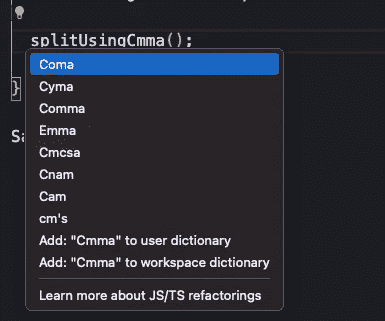 splitUsingCmma();
Coma
}
Cyma
Comma
Emma
Sa
Cmcsa
Cnam
Cam
cm's
Add: "Cmma" to user dictionary
Add: "Cmma" to workspace dictionary
Learn more about JS/TS refactorings